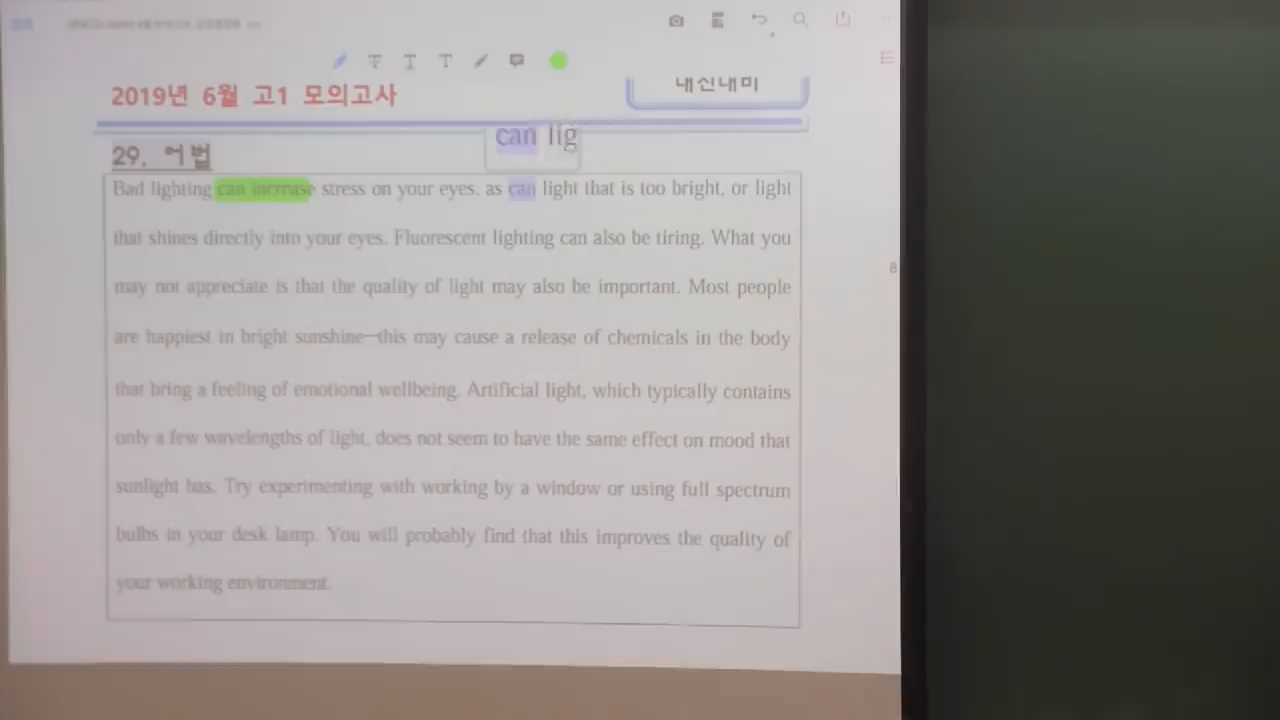 2019년 6월 고1 모의고사
내신내미
can lig
29. 어법
Bad lighting can increase stress on your eyes, as can light that is too bright, or light
that shines directly into your eyes. Fluorescent lighting can also be tiring. What you
may not appreciate is that the quality of light may also be important. Most people
are happiest in bright sunshine—this may cause a release of chemicals in the body
that bring a feeling of emotional wellbeing. Artificial light, which typically contains
only a few wavelengths of light, does not seem to have the same effect on mood that
sunlight has. Try experimenting with working by a window or using full spectrum
bulbs in your desk lamp. You will probably find that this improves the quality of
your working environment.